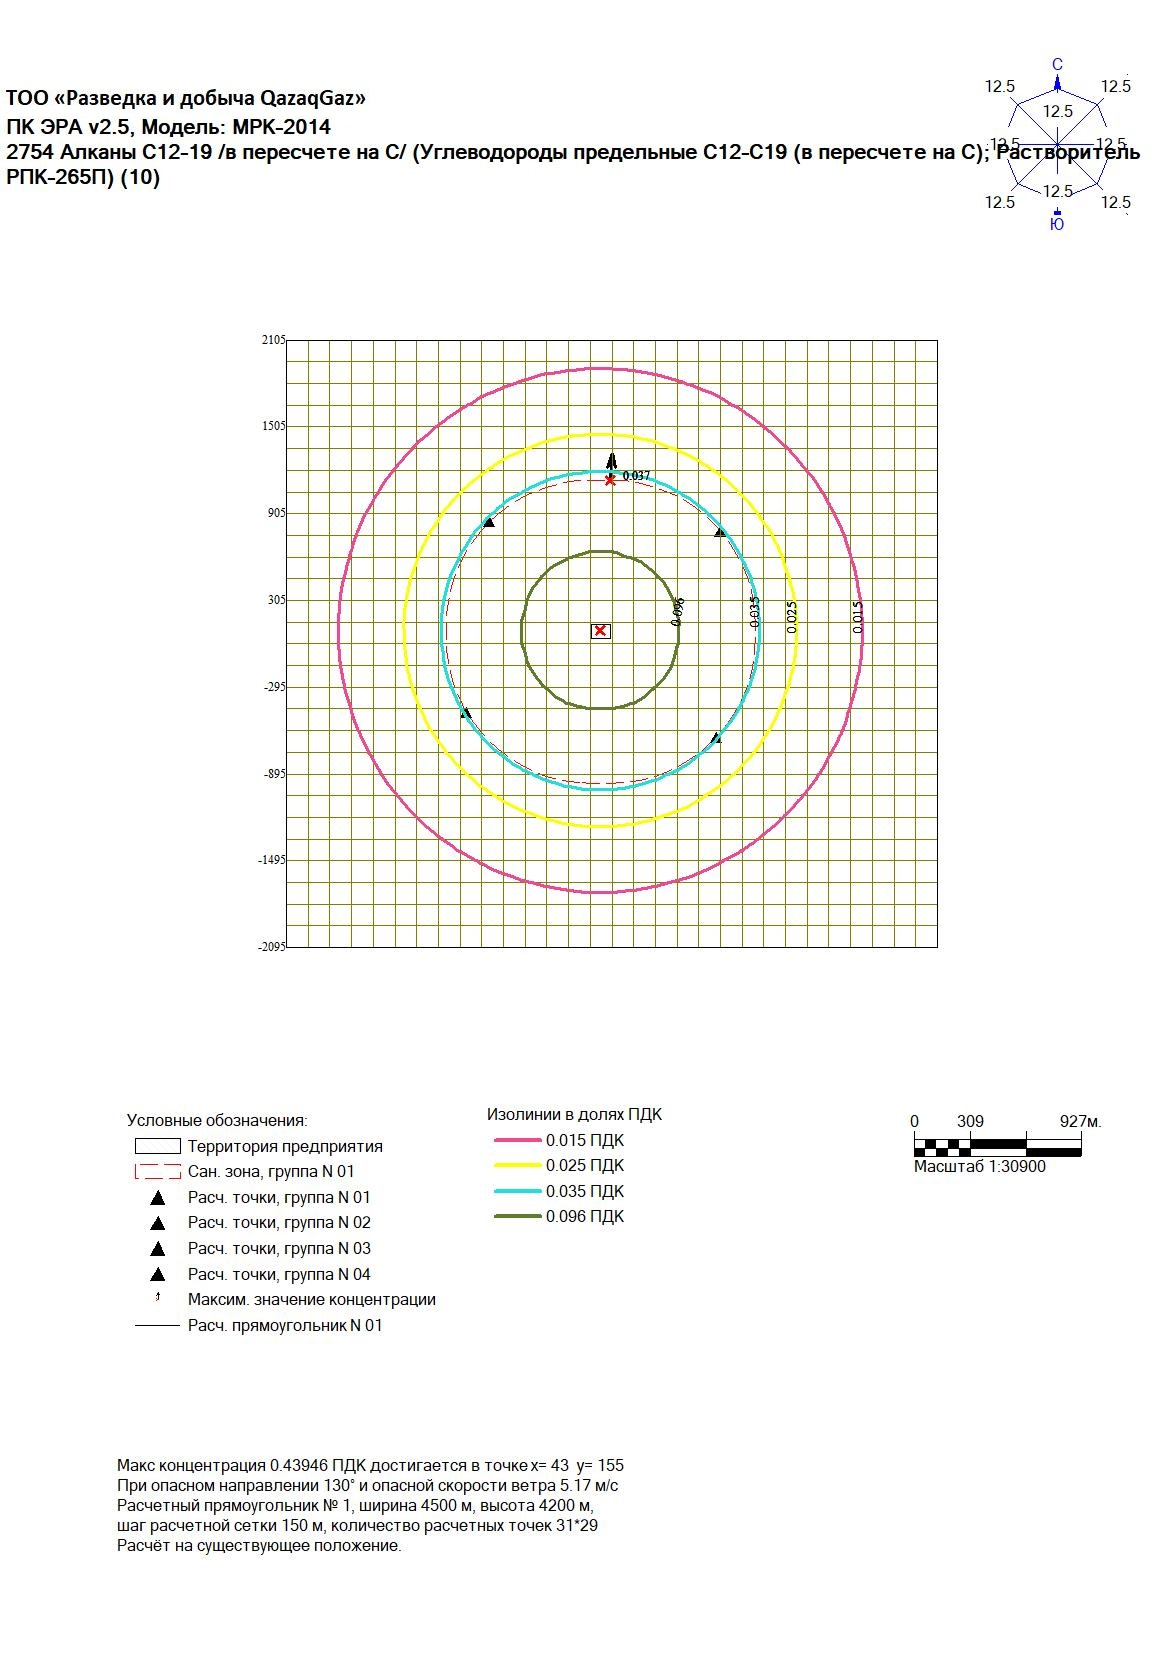 С
12.5 12.5
ТОО «Разведка и добыча QazaqGaz»
12.5
ПК ЭРА v2.5, Модель: МРК-2014
12.5 12.5
2754 Алканы С12-19 /в пересчете на С/ (Углеводороды предельные С12-С19 (в пересчете на С); Растворитель
РПК-265П) (10)
12.5
12.5 12.5
Ю
2105
1505
0.037
905
305
0.096
0.035
0.025
0.015
-295
-895
-1495
-2095
Условные обозначения:
Территория предприятия
Сан. зона, группа N 01
Расч. точки, группа N 01
Расч. точки, группа N 02
Расч. точки, группа N 03
Расч. точки, группа N 04
Максим. значение концентрации
Расч. прямоугольник N 01
Изолинии в долях ПДК
0.015 ПДК
0.025 ПДК
0.035 ПДК
0.096 ПДК
0 309 927м.
Масштаб 1:30900
Макс концентрация 0.43946 ПДК достигается в точке x= 43 y= 155
При опасном направлении 130° и опасной скорости ветра 5.17 м/с
Расчетный прямоугольник № 1, ширина 4500 м, высота 4200 м,
шаг расчетной сетки 150 м, количество расчетных точек 31*29
Расчёт на существующее положение.